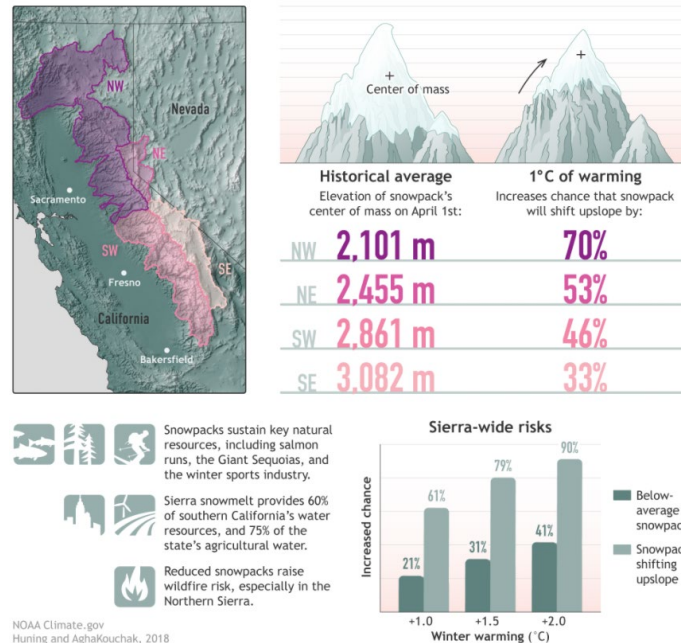 NW
Nevada
NE
Sacramento
SW
SE
Fresno
California
Bakersfield
Center of mass
Historical average
Elevation of snowpack's
center of mass on April 1st:
1°C of warming
Increases chance that snowpack
will shift upslope by:
NW 2,101 m 70%
NE 2,455 m 53%
SW 2,861 m 46%
SE 3,082 m 33%
Snowpacks sustain key natural
resources, including salmon
runs, the Giant Sequoias, and
the winter sports industry.
Sierra snowmelt provides 60%
of southern California's water
resources, and 75% of the
state's agricultural water.
Reduced snowpacks raise
wildfire risk, especially in the
Northern Sierra.
NOAA Climate.gov
Huning and AghaKouchak, 2018
Sierra-wide risks
Increased chance
21%
61%
31%
79%
41%
90%
+1.0
+1.5
+2.0
Winter warming (°C)
Below-
average
snowpac
Snowpac
shifting
upslope